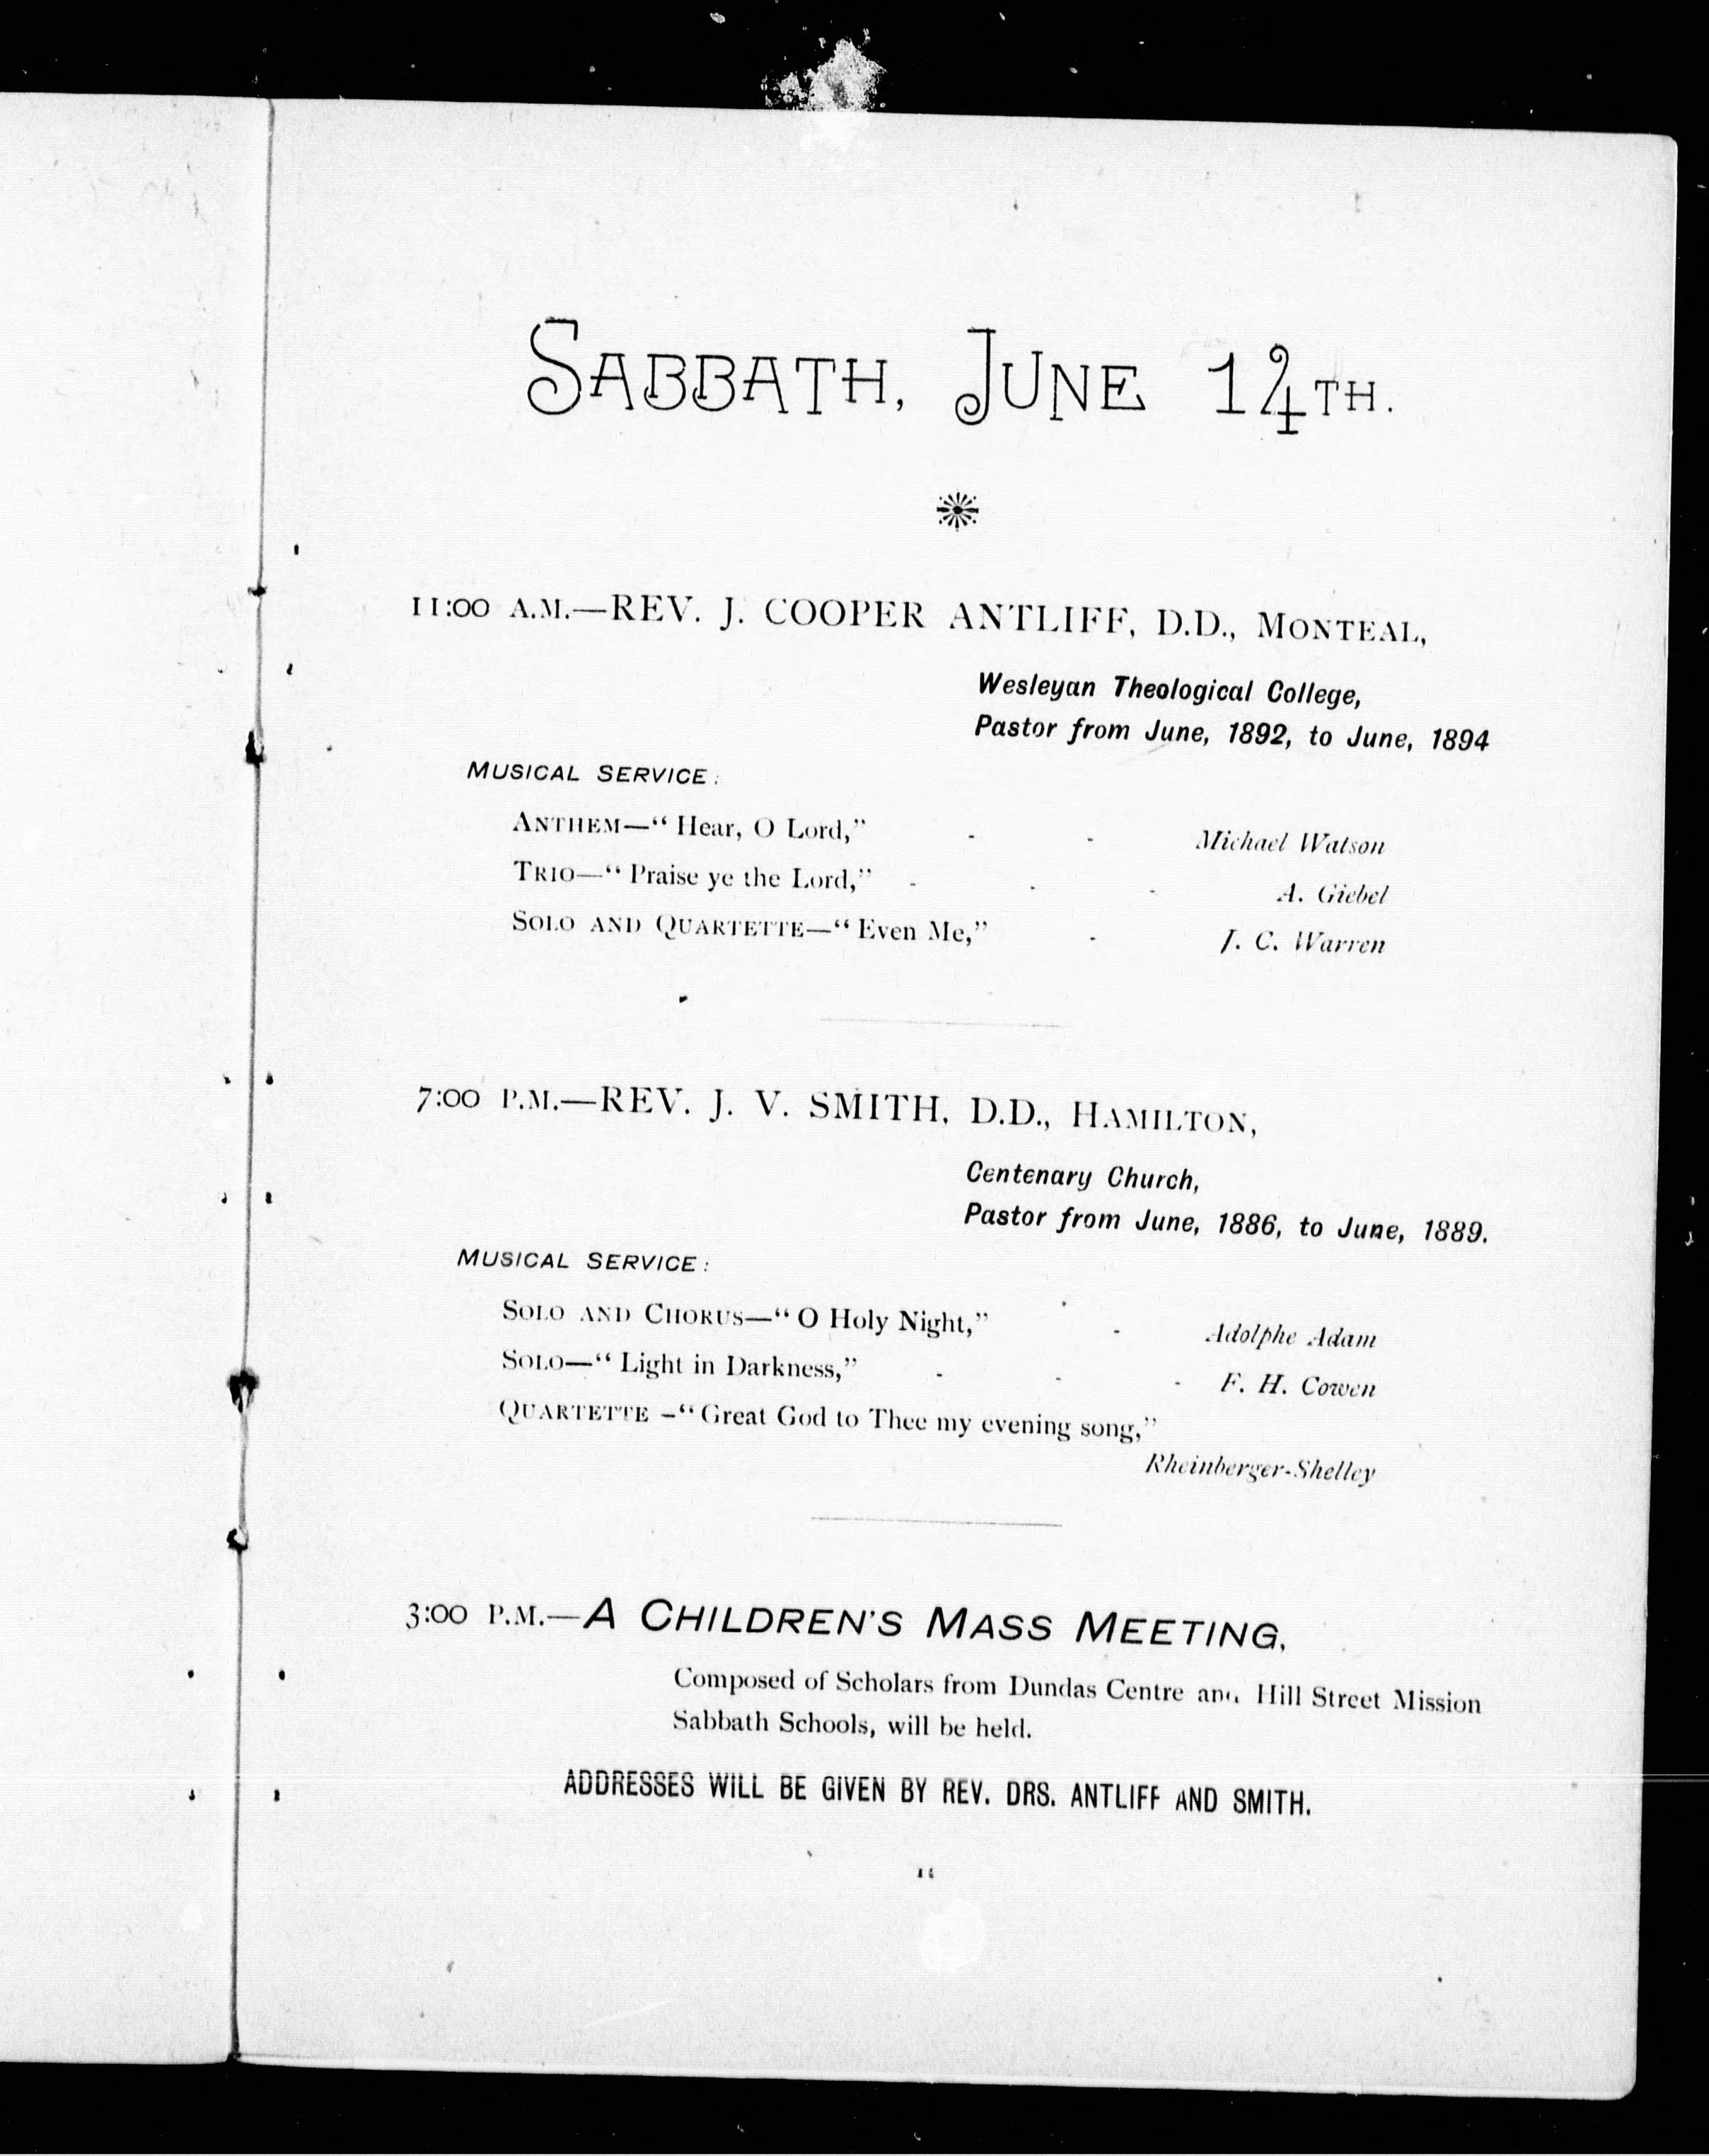 SABBATH, JUNE 14TH.
11:00 A.M.—REV. J. COOPER ANTLIFF, D.D., MONTEAL,
Wesleyan Theological College,
Pastor from June, 1892, to June, 1894
MUSICAL SERVICE:
ANTHEM—“Hear, O Lord,” - - Michael Watson
TRIO—“Praise ye the Lord,” - - - A. Giebel
SOLO AND QUARTETTE—“Even Me,” - J. C. Warren
7:00 P.M.—REV. J. V. SMITH, D.D., HAMILTON,
Centenary Church,
Pastor from June, 1886, to June, 1889.
MUSICAL SERVICE:
SOLO AND CHORUS—“O Holy Night,” - Adolphe Adam
SOLO—“Light in Darkness,” - - - F. H. Cowen
QUARTETTE –“Great God to Thee my evening song,”
Rheinberger-Shelley
3:00 P.M.—A CHILDREN'S MASS MEETING,
Composed of Scholars from Dundas Centre and Hill Street Mission
Sabbath Schools, will be held.
ADDRESSES WILL BE GIVEN BY REV. DRS. ANTLIFF AND SMITH.